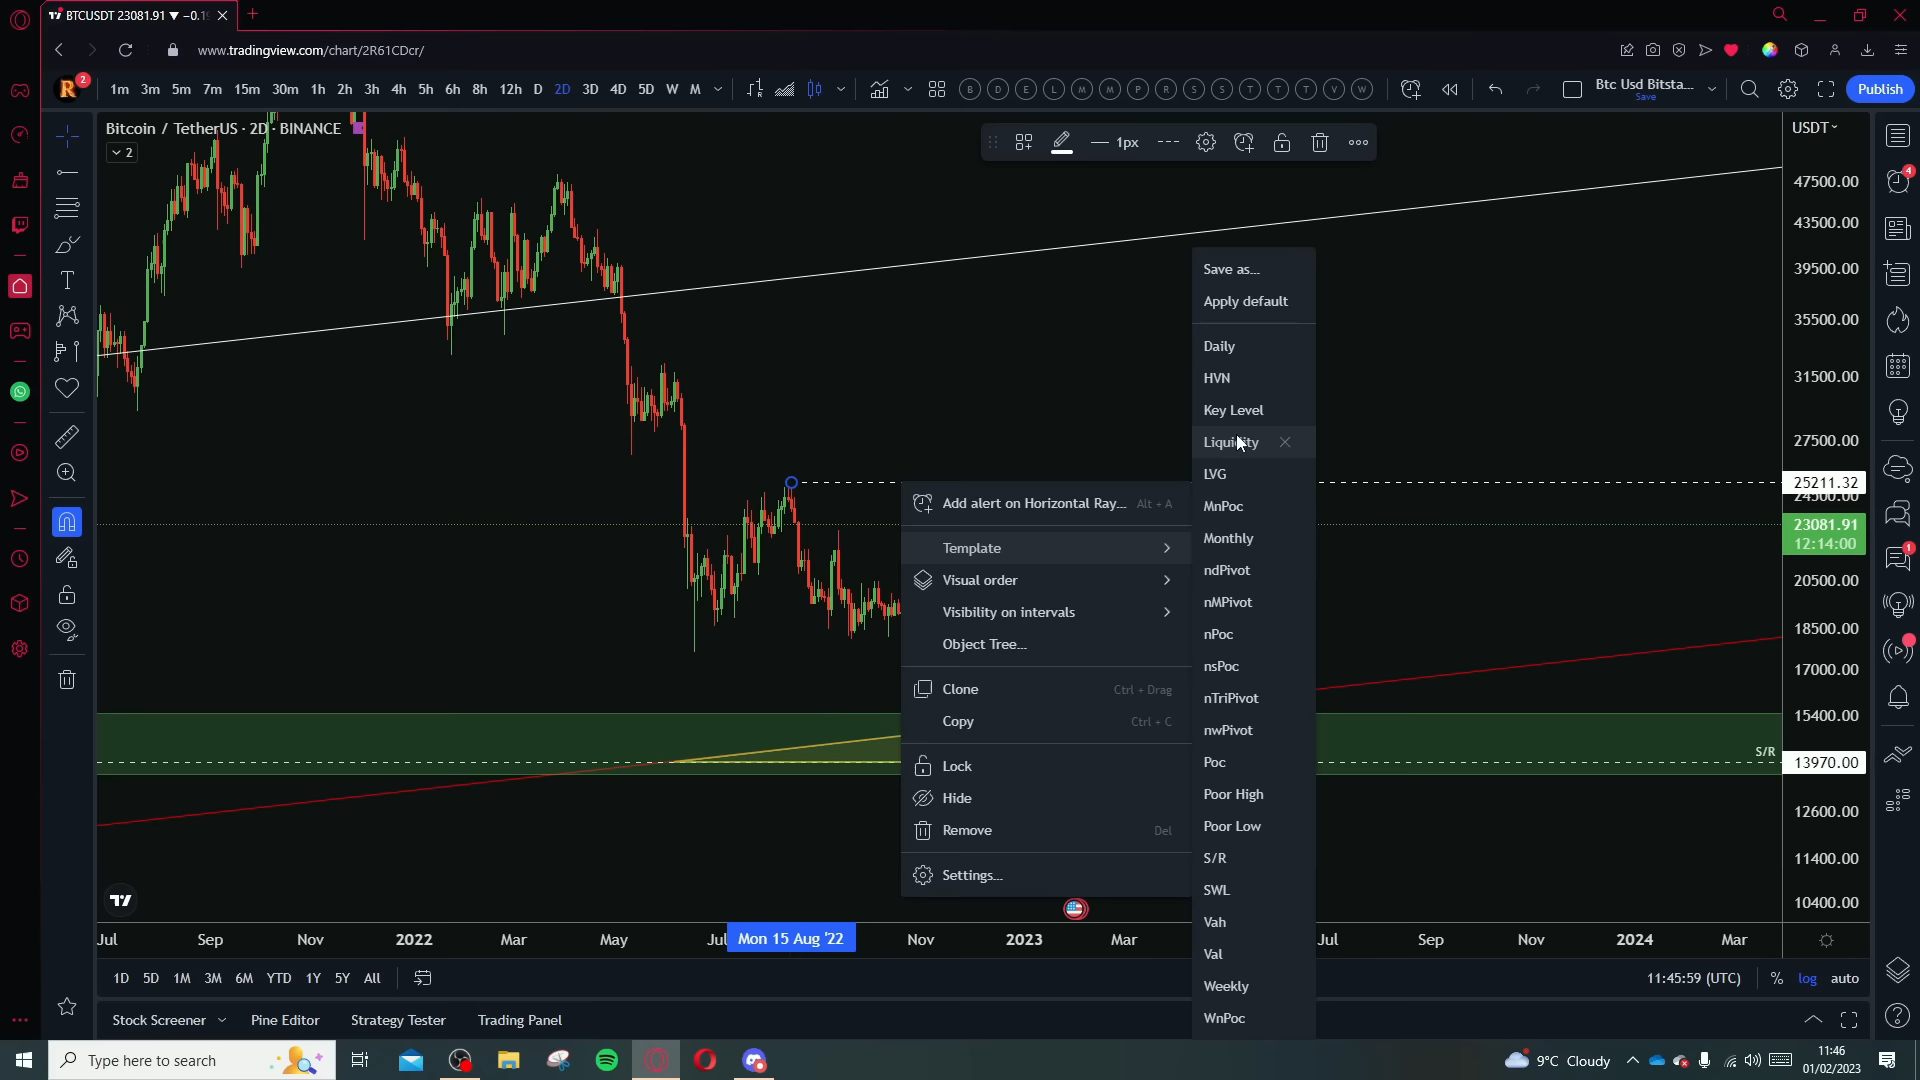 BTCUSDT 23081.91 ▼ −0.1
www.tradingview.com/chart/2R61CDcr/
R
2
1m 3m 5m 7m 15m 30m 1h 2h 3h 4h 5h 6h 8h 12h D 2D 3D 4D 5D W M
B D E L M M P R S S T T T V W
Btc Usd Bitsta...
Save
Publish
Bitcoin / TetherUS · 2D · BINANCE
2
1px
USDT
47500.00
43500.00
39500.00
35500.00
31500.00
27500.00
25211.32
24500.00
23081.91
12:14:00
20500.00
18500.00
17000.00
15400.00
S/R
13970.00
12600.00
11400.00
10400.00
4
1
Add alert on Horizontal Ray... Alt + A
Template
Visual order
Visibility on intervals
Object Tree...
Clone Ctrl + Drag
Copy Ctrl + C
Lock
Hide
Remove Del
Settings...
Save as...
Apply default
Daily
HVN
Key Level
Liquidity
LVG
MnPoc
Monthly
ndPivot
nMPivot
nPoc
nsPoc
nTriPivot
nwPivot
Poc
Poor High
Poor Low
S/R
SWL
Vah
Val
Weekly
WnPoc
Jul Sep Nov 2022 Mar May Jul Mon 15 Aug '22 Nov 2023 Mar Jul Sep Nov 2024 Mar
1D 5D 1M 3M 6M YTD 1Y 5Y All
11:45:59 (UTC) % log auto
Stock Screener Pine Editor Strategy Tester Trading Panel
Type here to search
9°C Cloudy
11:46
01/02/2023